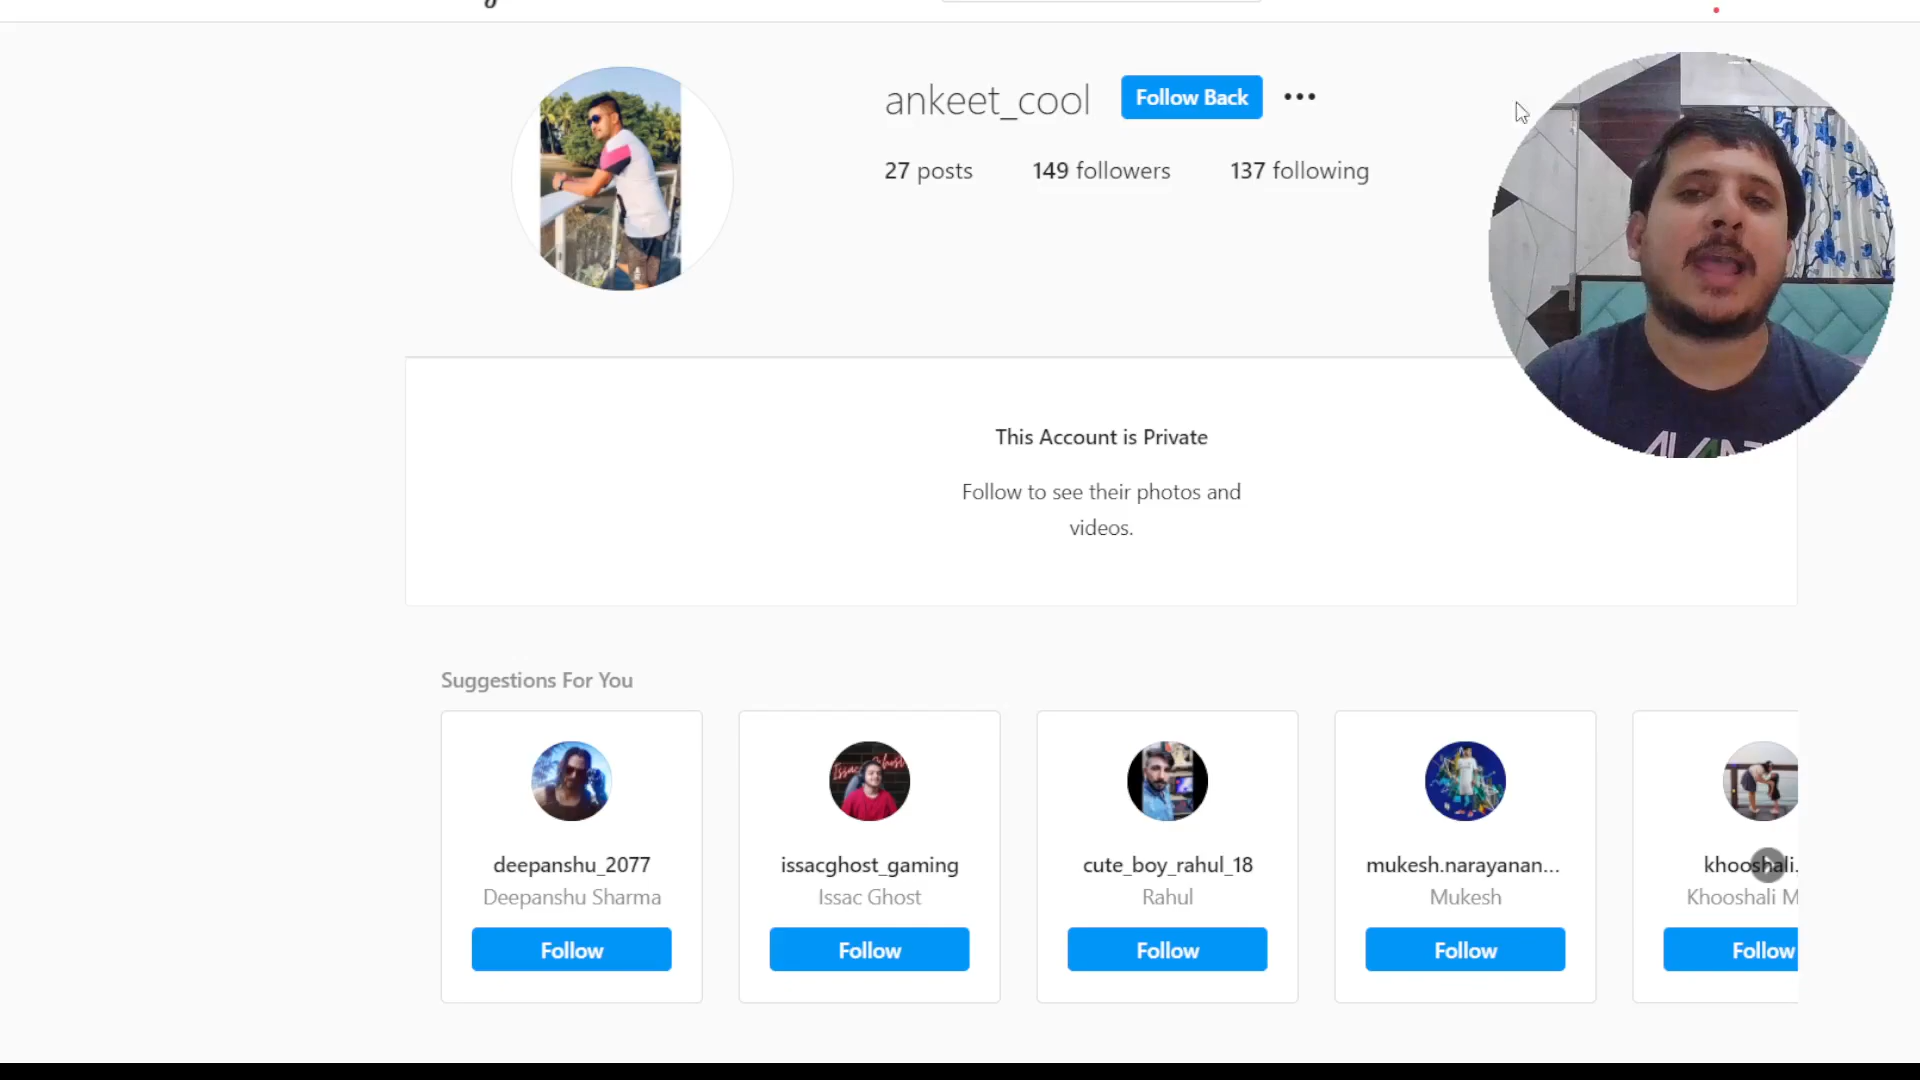 ankeet_cool Follow Back
27 posts 149 followers 137 following
This Account is Private
Follow to see their photos and
videos.
Suggestions For You
deepanshu_2077
Deepanshu Sharma
Follow
issacghost_gaming
Issac Ghost
Follow
cute_boy_rahul_18
Rahul
Follow
mukesh.narayanan...
Mukesh
Follow
khooshali.
Khooshali M
Follow